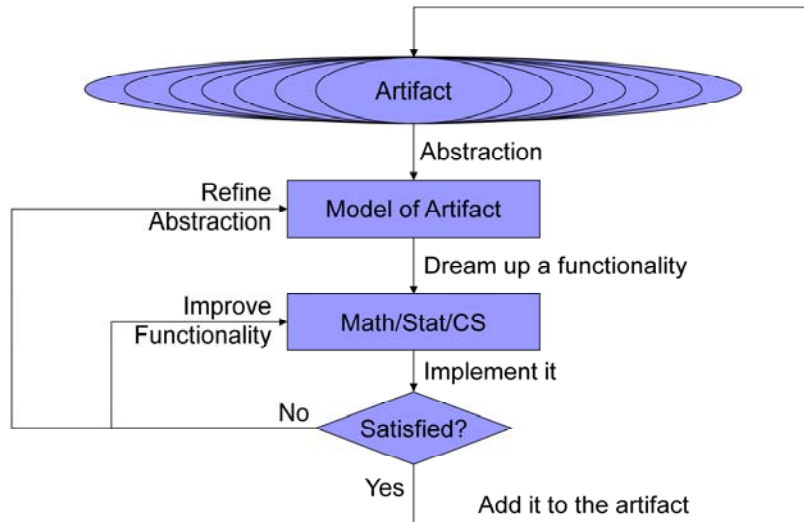 Artifact
Abstraction
Refine
Abstraction
Model of Artifact
Dream up a functionality
Improve
Functionality
Math/Stat/CS
Implement it
No
Satisfied?
Yes
Add it to the artifact